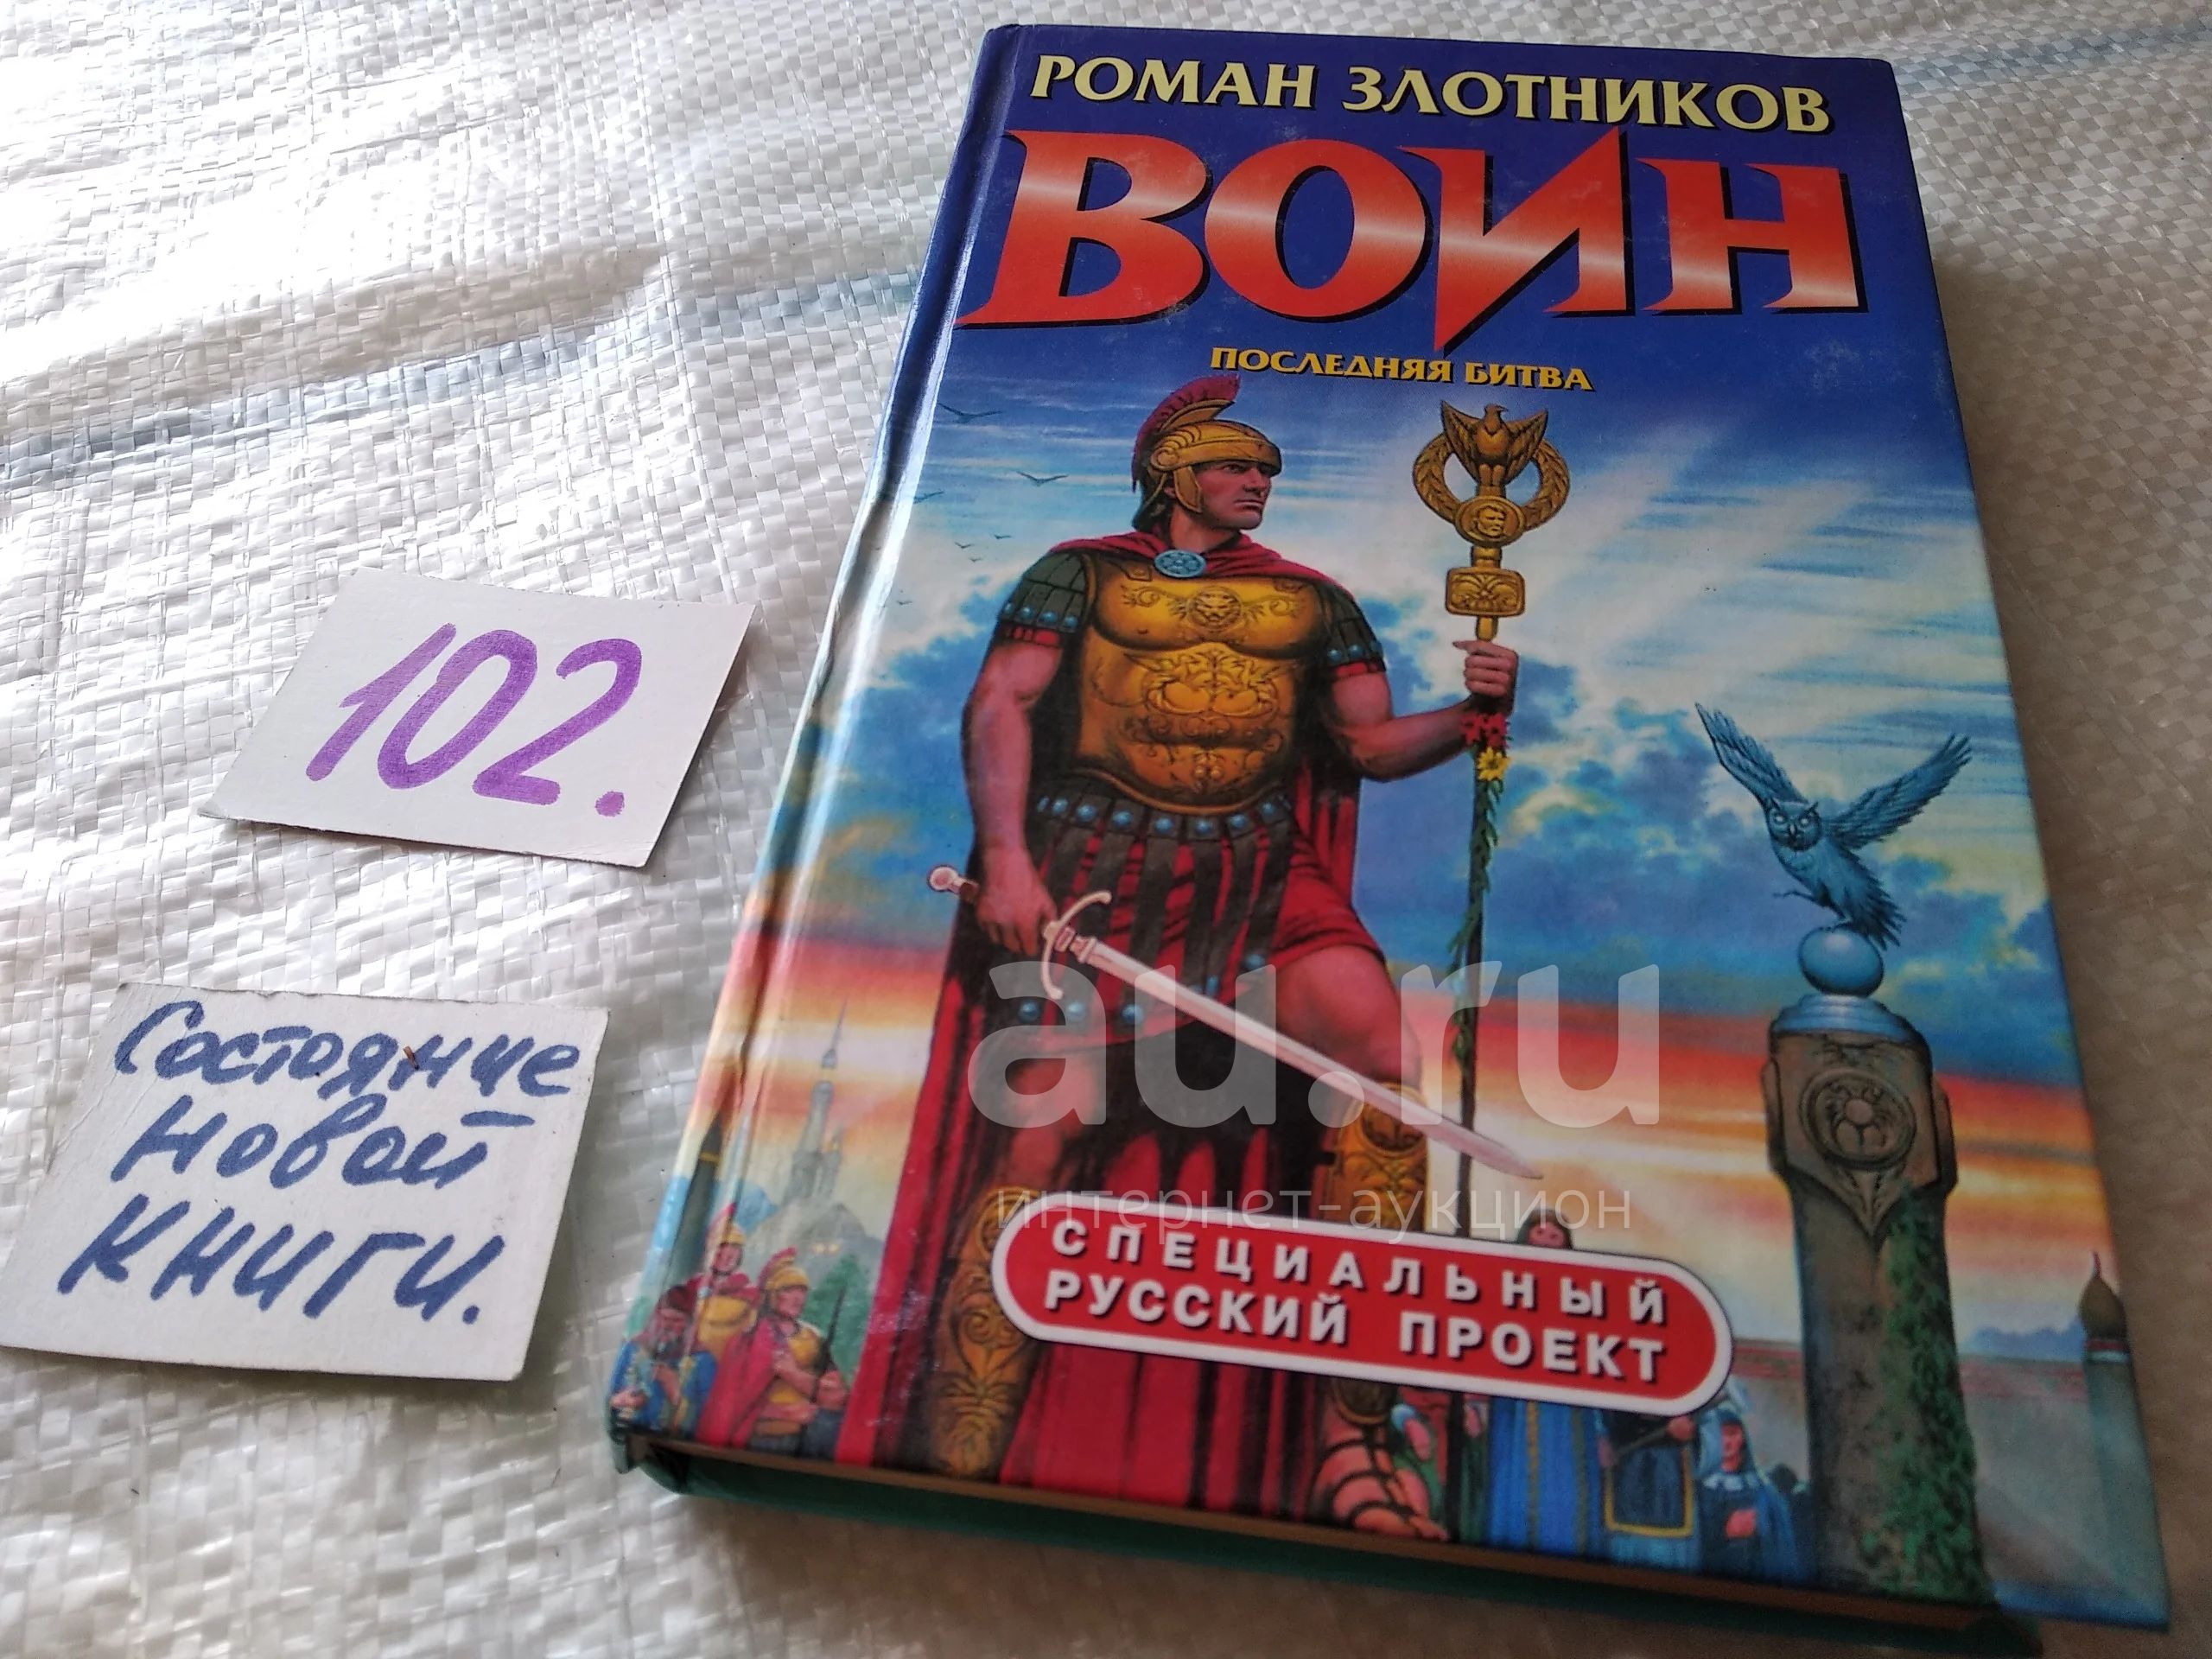 РОМАН ЗЛОТНИКОВ
ВОИН
ПОСЛЕДНЯЯ БИТВА
102.
Состояние
новой
книги.
au.ru
интернет-аукцион
СПЕЦИАЛЬНЫЙ
РУССКИЙ ПРОЕКТ